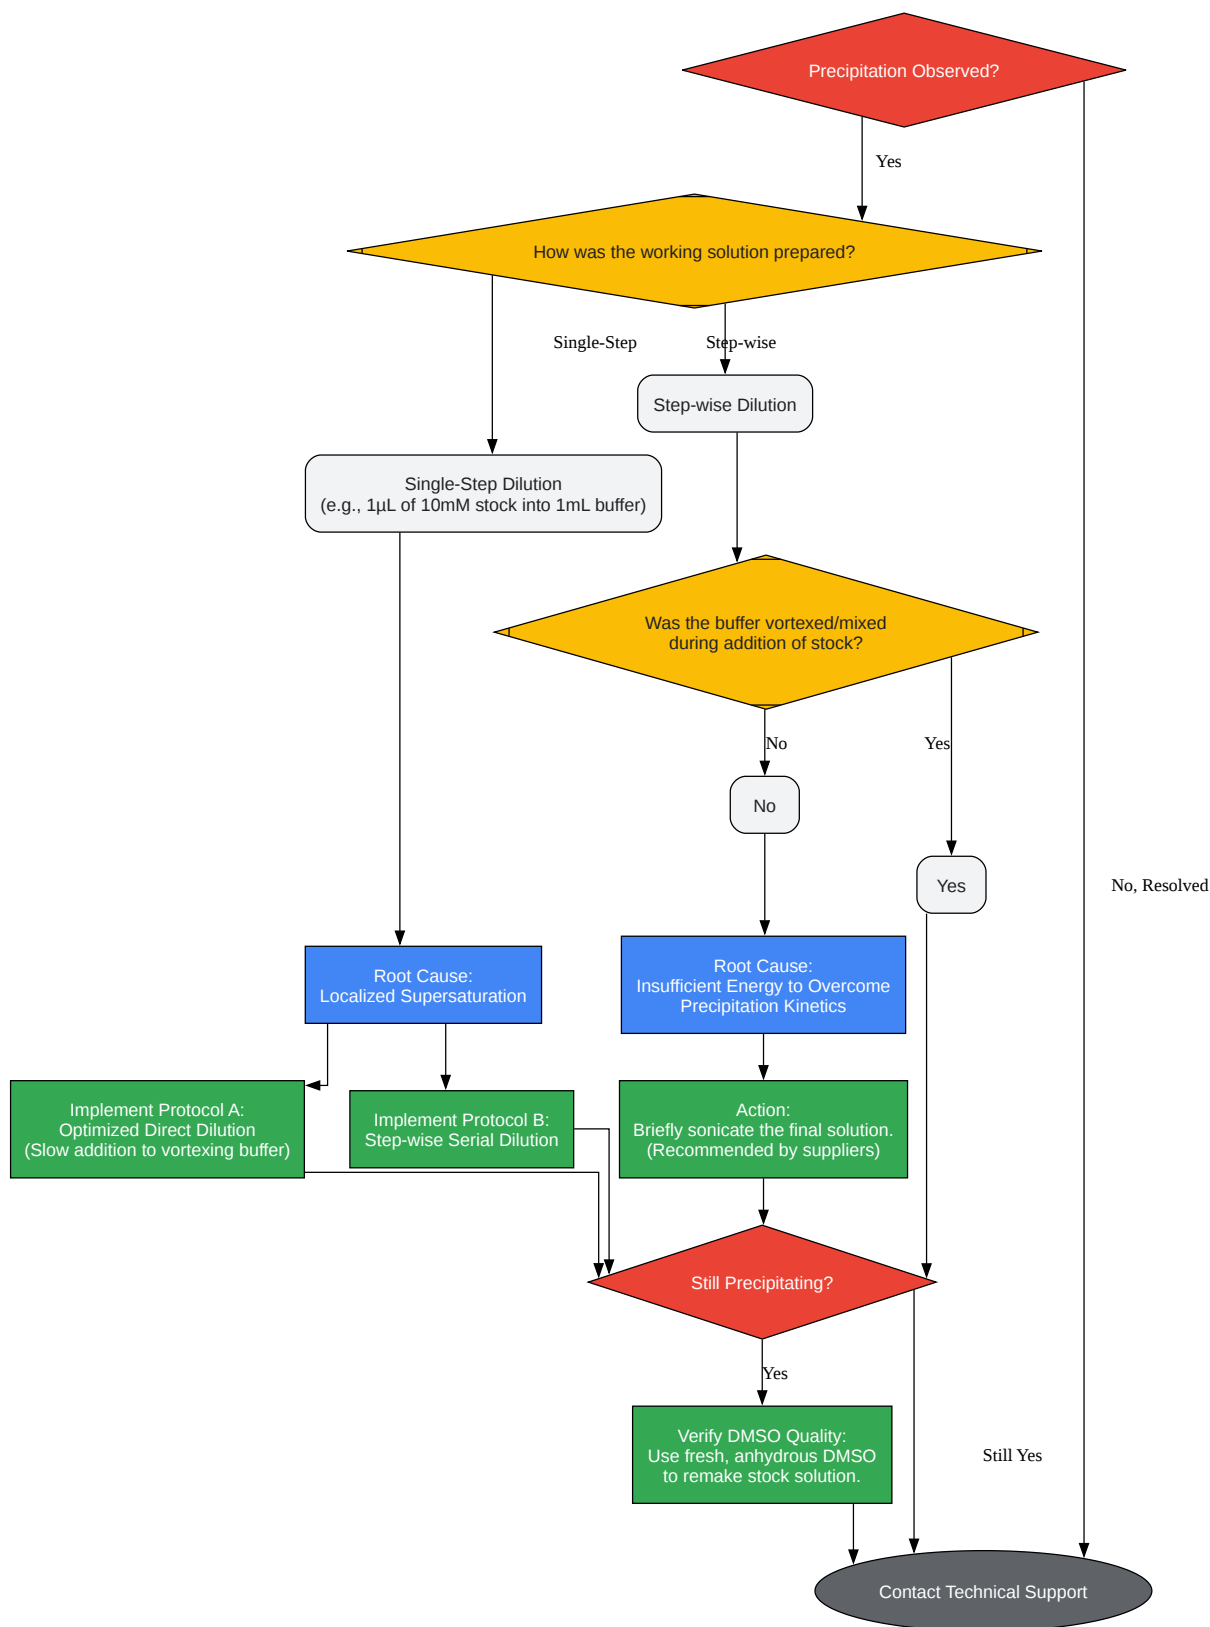 Precipitation Observed?
Yes
How was the working solution prepared?
Single-Step
Step-wise
Step-wise Dilution
Single-Step Dilution
(e.g., 1µL of 10mM stock into 1mL buffer)
Was the buffer vortexed/mixed
during addition of stock?
No
Yes
No
Yes
No, Resolved
Root Cause:
Localized Supersaturation
Root Cause:
Insufficient Energy to Overcome
Precipitation Kinetics
Implement Protocol A:
Optimized Direct Dilution
(Slow addition to vortexing buffer)
Implement Protocol B:
Step-wise Serial Dilution
Action:
Briefly sonicate the final solution.
(Recommended by suppliers)
Still Precipitating?
Yes
Verify DMSO Quality:
Use fresh, anhydrous DMSO
to remake stock solution.
Still Yes
Contact Technical Support